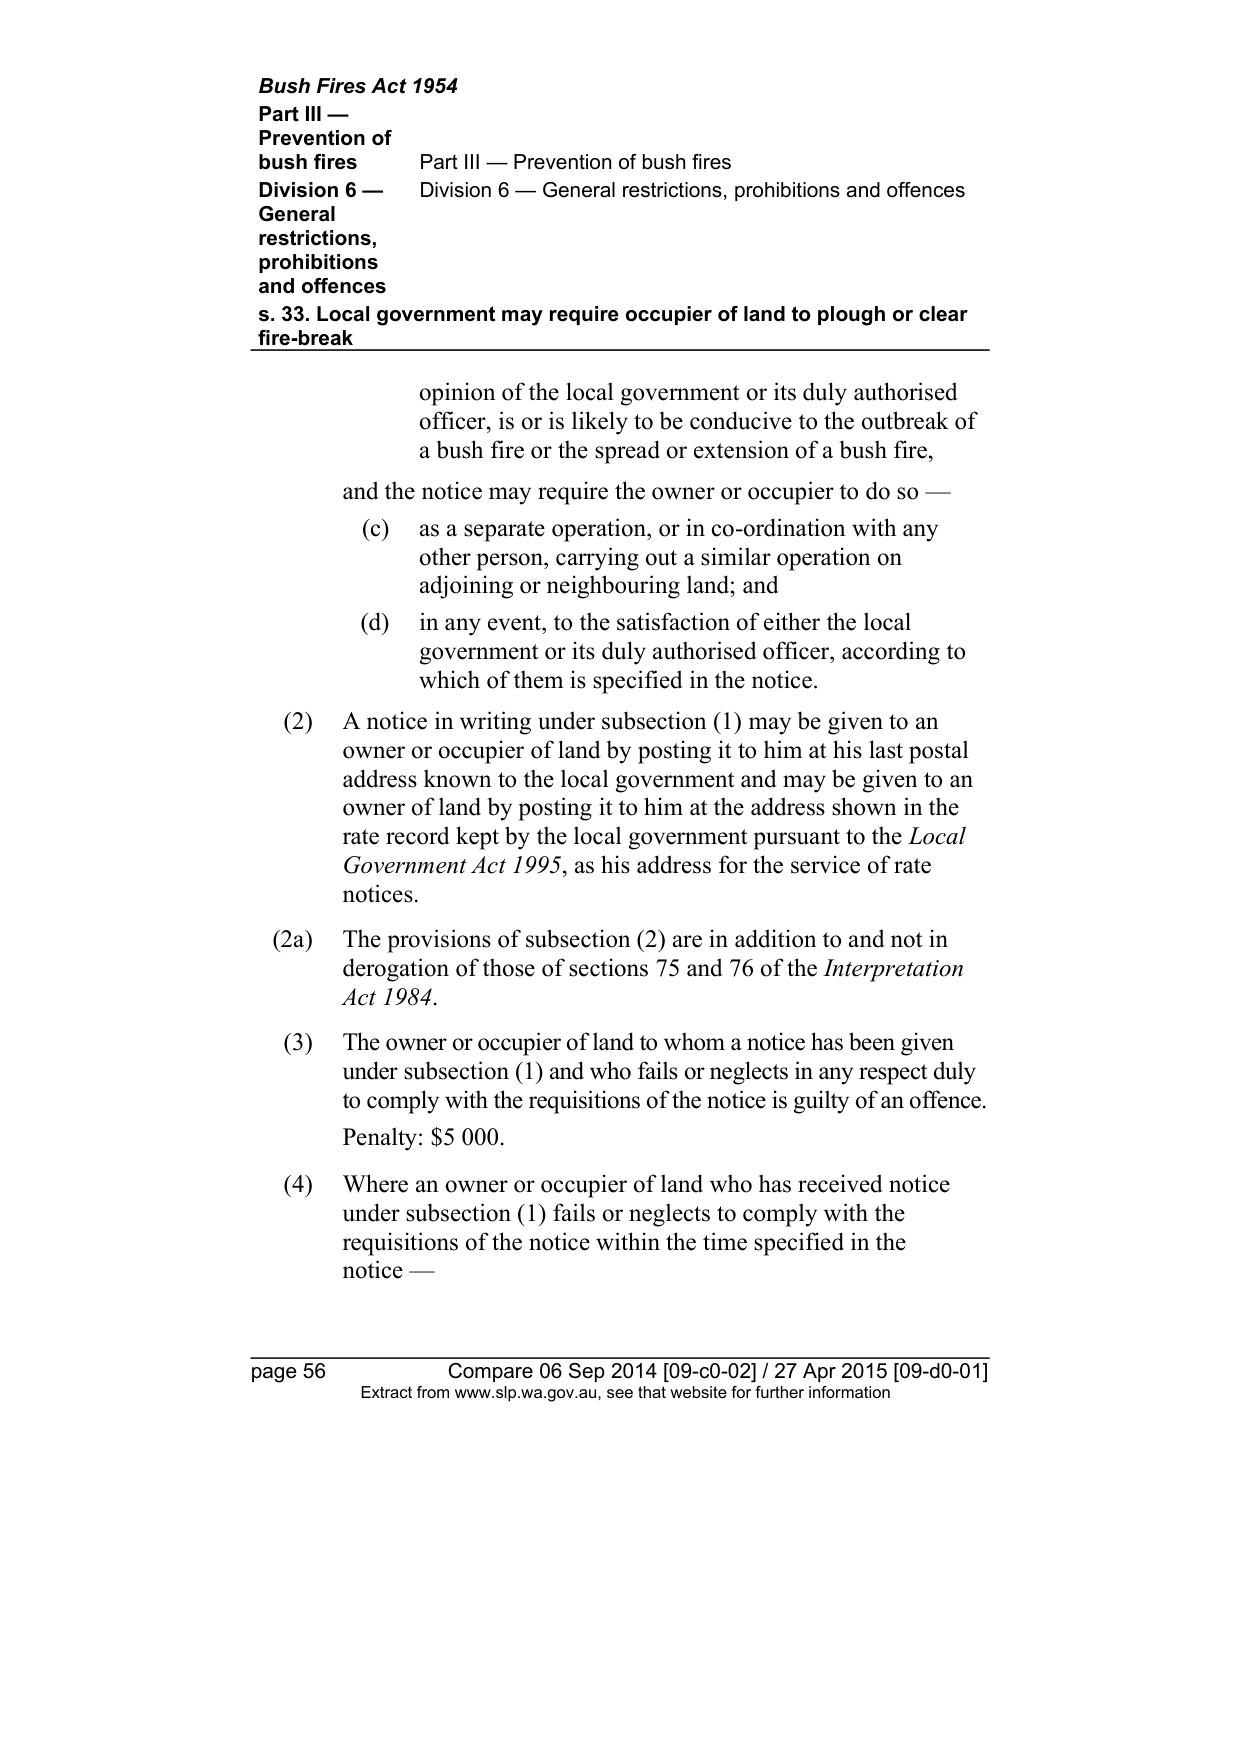 Bush Fires Act 1954
Part III —
Prevention of
bush fires Part III — Prevention of bush fires
Division 6 — Division 6 — General restrictions, prohibitions and offences
General
restrictions,
prohibitions
and offences
s. 33. Local government may require occupier of land to plough or clear
fire-break
opinion of the local government or its duly authorised
officer, is or is likely to be conducive to the outbreak of
a bush fire or the spread or extension of a bush fire,
and the notice may require the owner or occupier to do so —
(c) as a separate operation, or in co-ordination with any
other person, carrying out a similar operation on
adjoining or neighbouring land; and
(d) in any event, to the satisfaction of either the local
government or its duly authorised officer, according to
which of them is specified in the notice.
(2) A notice in writing under subsection (1) may be given to an
owner or occupier of land by posting it to him at his last postal
address known to the local government and may be given to an
owner of land by posting it to him at the address shown in the
rate record kept by the local government pursuant to the Local
Government Act 1995, as his address for the service of rate
notices.
(2a) The provisions of subsection (2) are in addition to and not in
derogation of those of sections 75 and 76 of the Interpretation
Act 1984.
(3) The owner or occupier of land to whom a notice has been given
under subsection (1) and who fails or neglects in any respect duly
to comply with the requisitions of the notice is guilty of an offence.
Penalty: $5 000.
(4) Where an owner or occupier of land who has received notice
under subsection (1) fails or neglects to comply with the
requisitions of the notice within the time specified in the
notice —
page 56 Compare 06 Sep 2014 [09-c0-02] / 27 Apr 2015 [09-d0-01]
Extract from www.slp.wa.gov.au, see that website for further information